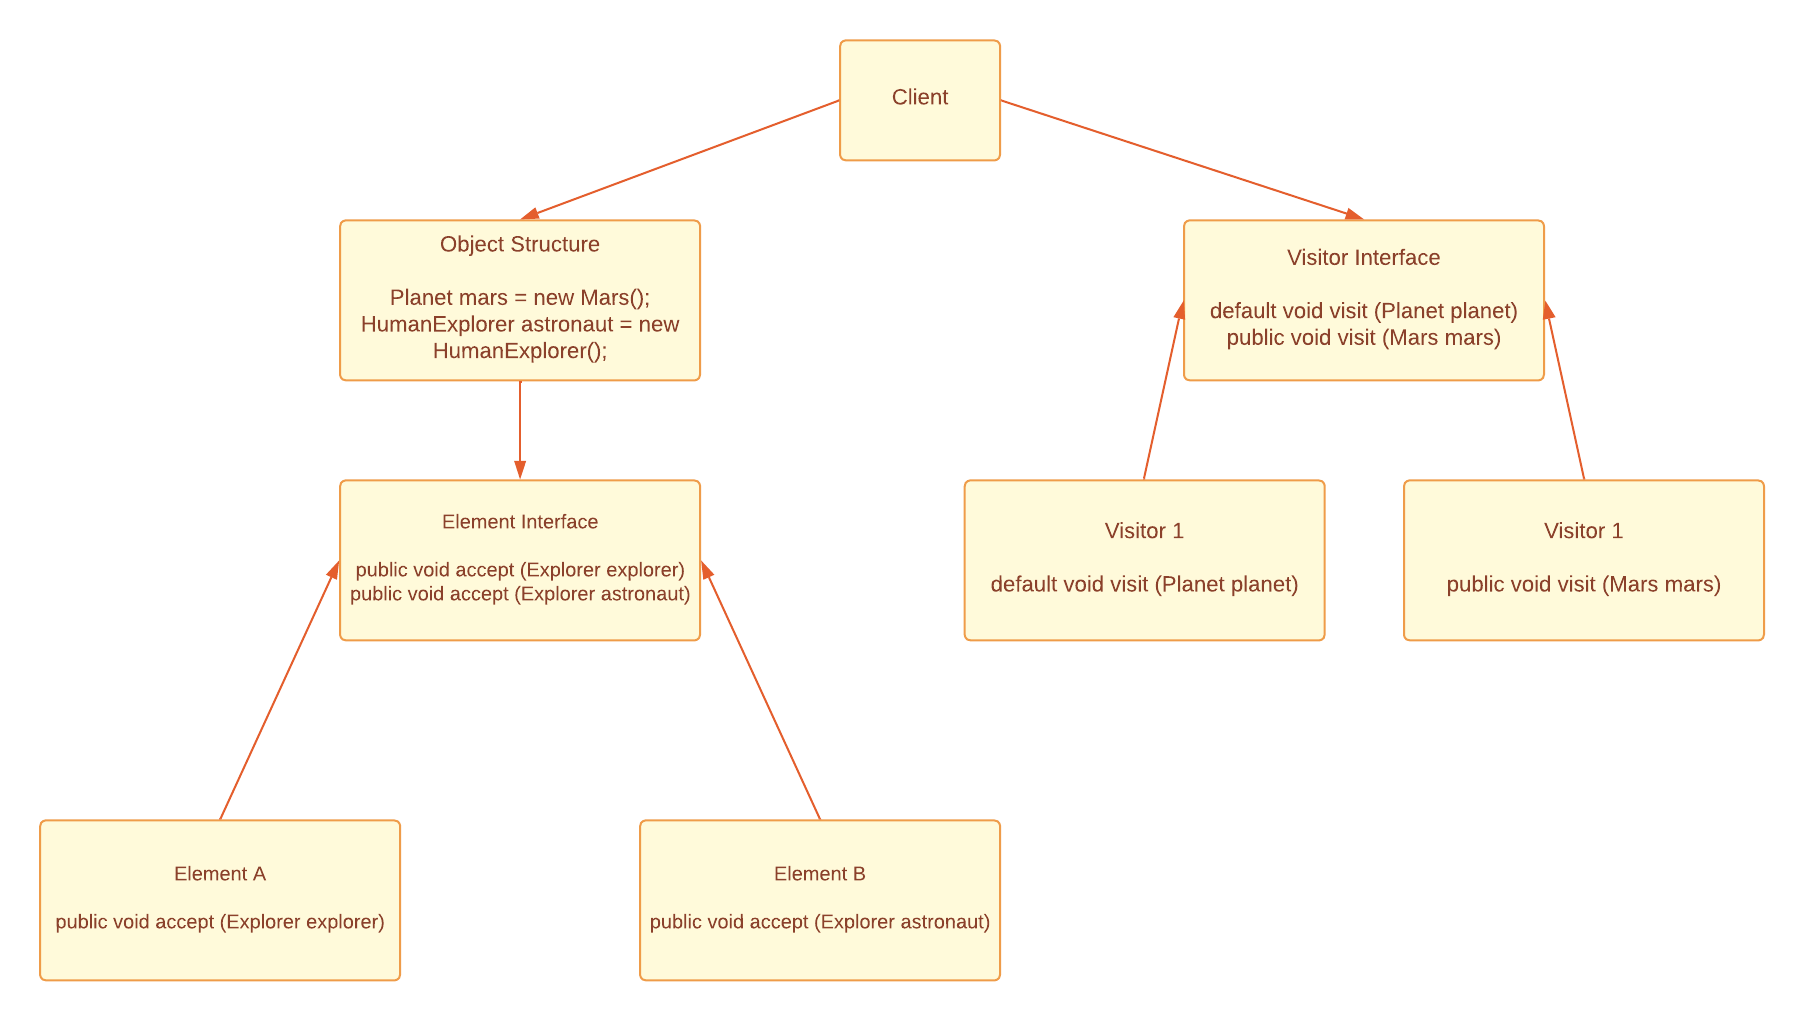 Client
Object Structure
Planet mars = new Mars();
HumanExplorer astronaut = new
HumanExplorer();
Visitor Interface
default void visit (Planet planet)
public void visit (Mars mars)
Element Interface
public void accept (Explorer explorer)
public void accept (Explorer astronaut)
Visitor 1
default void visit (Planet planet)
Visitor 1
public void visit (Mars mars)
Element A
public void accept (Explorer explorer)
Element B
public void accept (Explorer astronaut)